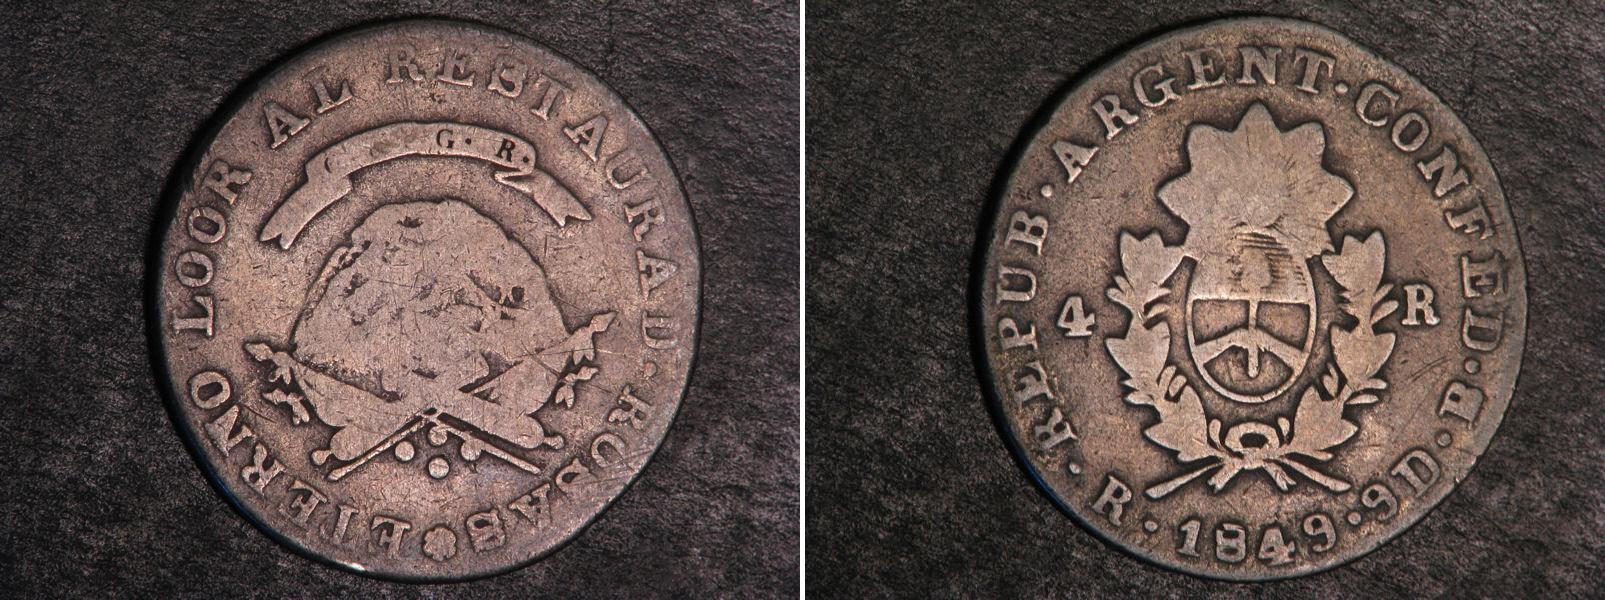 ETERNO LOOR AL RESTAURAD. ROSAS
G. R.
REPUB. ARGENT. CONFED. B. 9D. 1849. R.
4 R